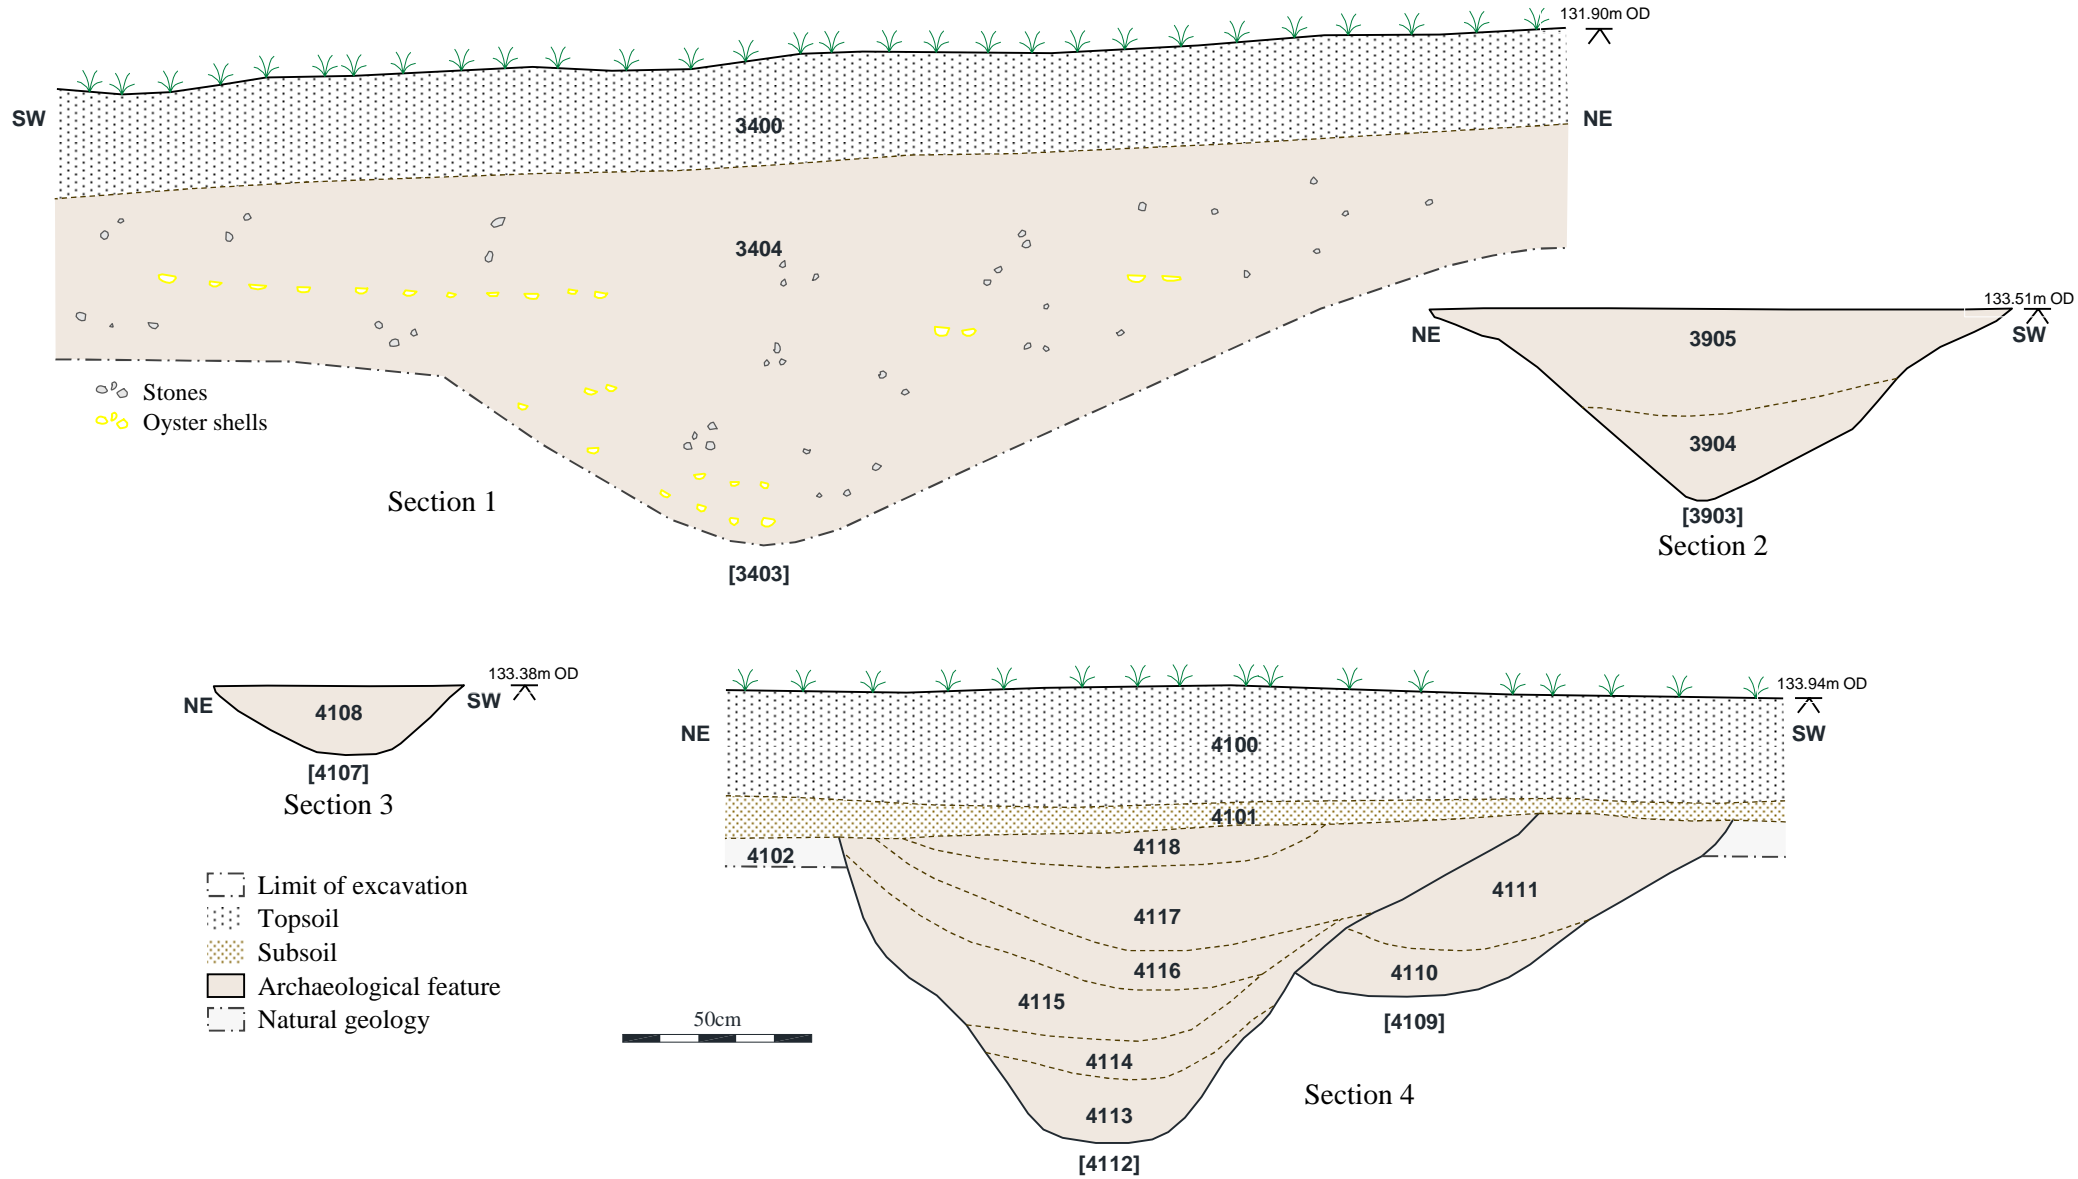 131.90m OD
SW
3400
NE
3404
133.51m OD
NE
SW
3905
3904
[3903]
Section 2
Stones
Oyster shells
Section 1
[3403]
133.38m OD
NE
SW
4108
[4107]
Section 3
133.94m OD
NE
SW
4100
4101
4102
4118
4117
4111
4116
4110
4115
[4109]
4114
4113
[4112]
Section 4
Limit of excavation
Topsoil
Subsoil
Archaeological feature
Natural geology
50cm